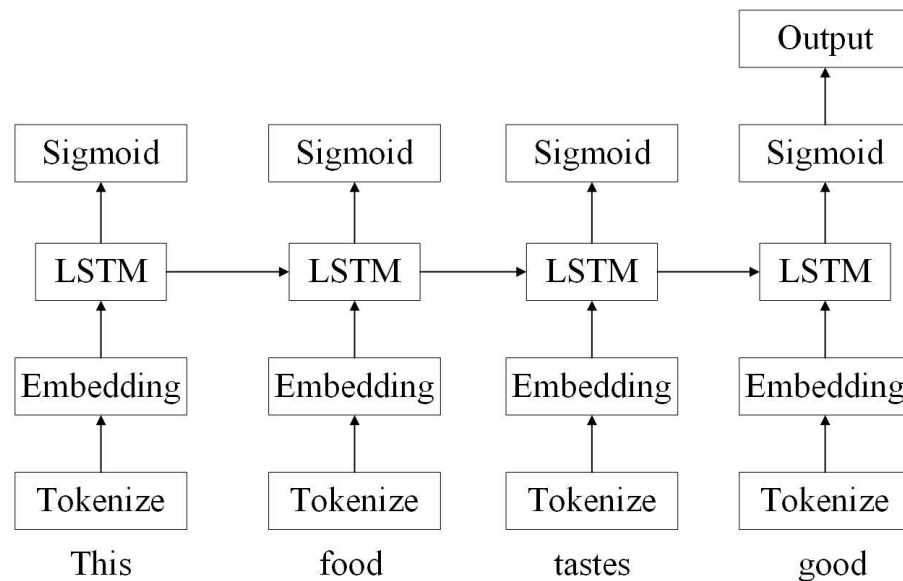 Output
Sigmoid Sigmoid Sigmoid Sigmoid
LSTM LSTM LSTM LSTM
Embedding Embedding Embedding Embedding
Tokenize Tokenize Tokenize Tokenize
This food tastes good